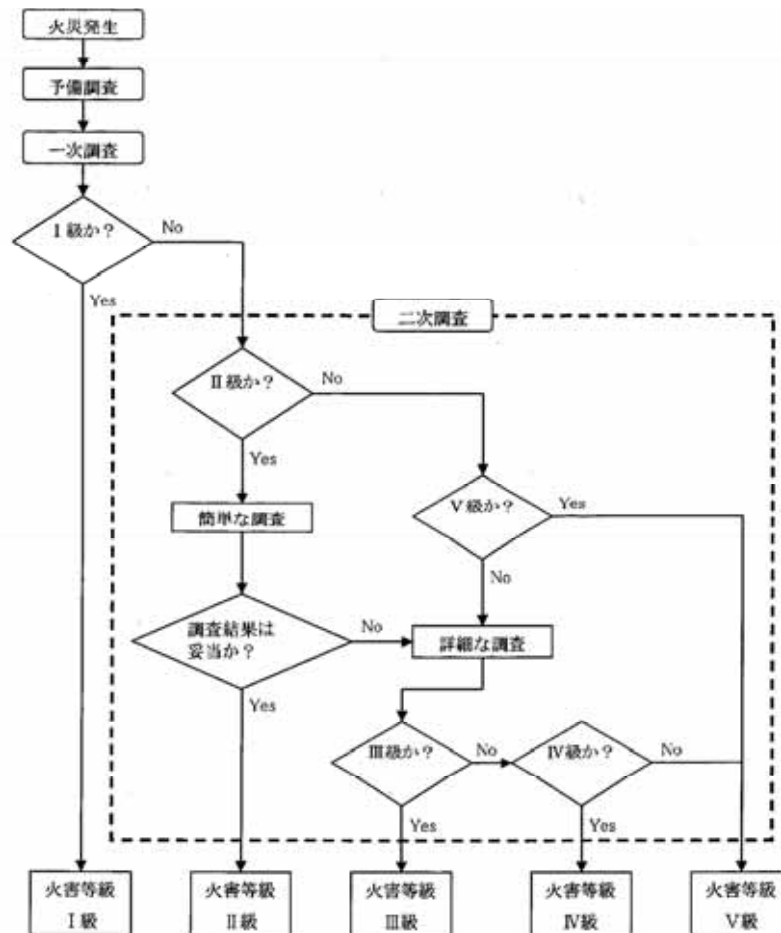 火災発生
予備調査
一次調査
Ⅰ級か？
No
Yes
二次調査
Ⅱ級か？
No
Yes
簡単な調査
Ⅴ級か？
Yes
No
調査結果は
妥当か？
No
詳細な調査
Yes
Ⅲ級か？
No
Ⅳ級か？
No
Yes
Yes
火害等級
Ⅰ級
火害等級
Ⅱ級
火害等級
Ⅲ級
火害等級
Ⅳ級
火害等級
Ⅴ級